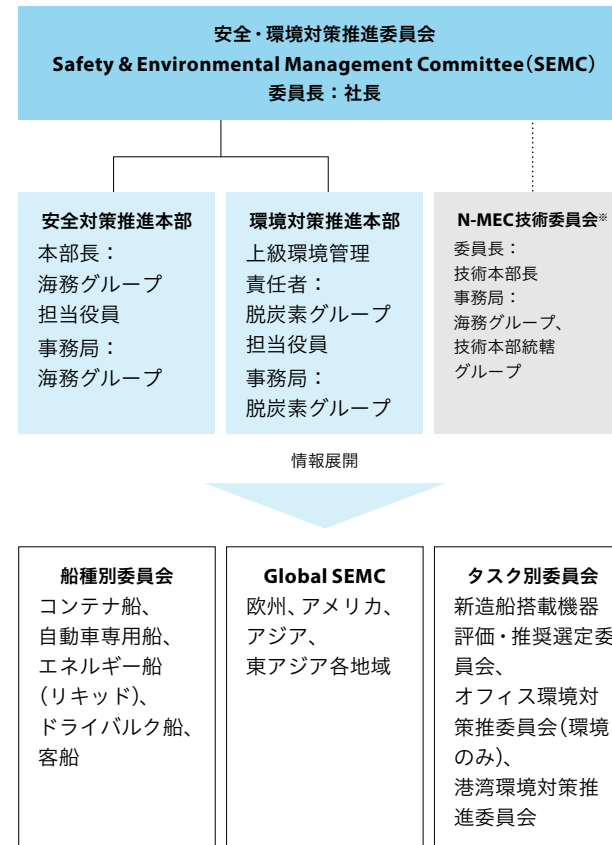 安全・環境対策推進委員会
Safety & Environmental Management Committee(SEMC)
委員長：社長
安全対策推進本部
本部長：
海務グループ
担当役員
事務局：
海務グループ
環境対策推進本部
上級環境管理
責任者：
脱炭素グループ
担当役員
事務局：
脱炭素グループ
N-MEC技術委員会※
委員長：
技術本部長
事務局：
海務グループ、
技術本部統轄
グループ
情報展開
船種別委員会
コンテナ船、
自動車専用船、
エネルギー船
(リキッド)、
ドライバルク船、
客船
Global SEMC
欧州、アメリカ、
アジア、
東アジア各地域
タスク別委員会
新造船搭載機器
評価・推奨選定委
員会、
オフィス環境対
策推委員会(環境
のみ)、
港湾環境対策推
進委員会